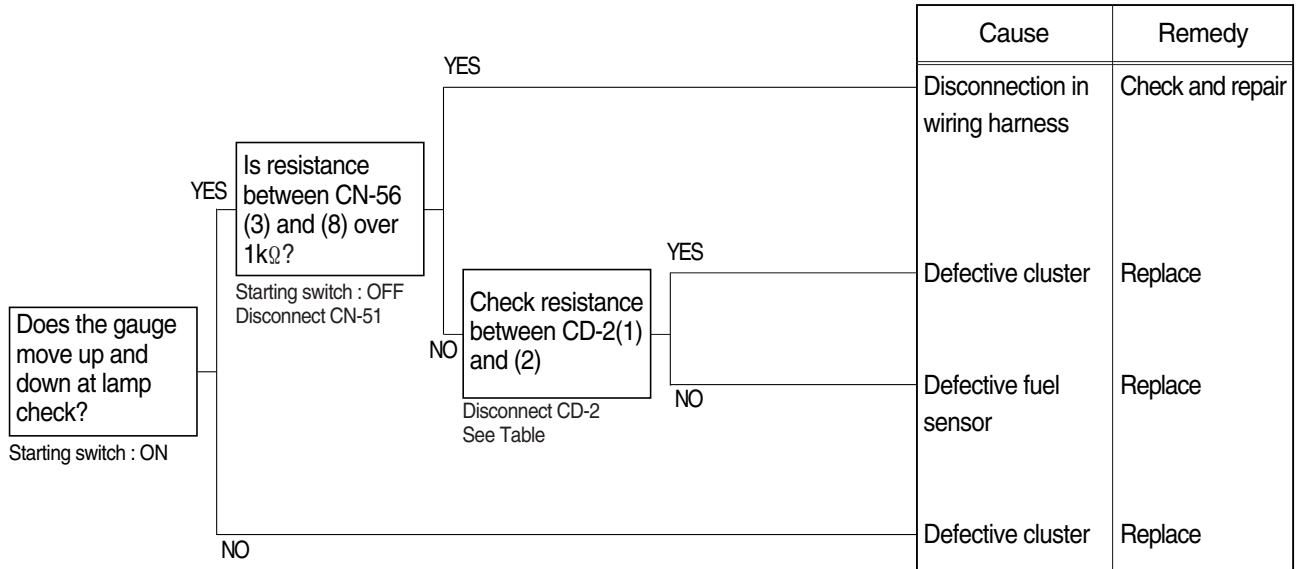 Does the gauge
move up and
down at lamp
check?
Starting switch : ON
YES
NO
Is resistance
between CN-56
(3) and (8) over
1kΩ?
Starting switch : OFF
Disconnect CN-51
YES
NO
Check resistance
between CD-2(1)
and (2)
Disconnect CD-2
See Table
YES
NO
Cause Remedy
Disconnection in Check and repair
wiring harness
Defective cluster Replace
Defective fuel Replace
sensor
Defective cluster Replace